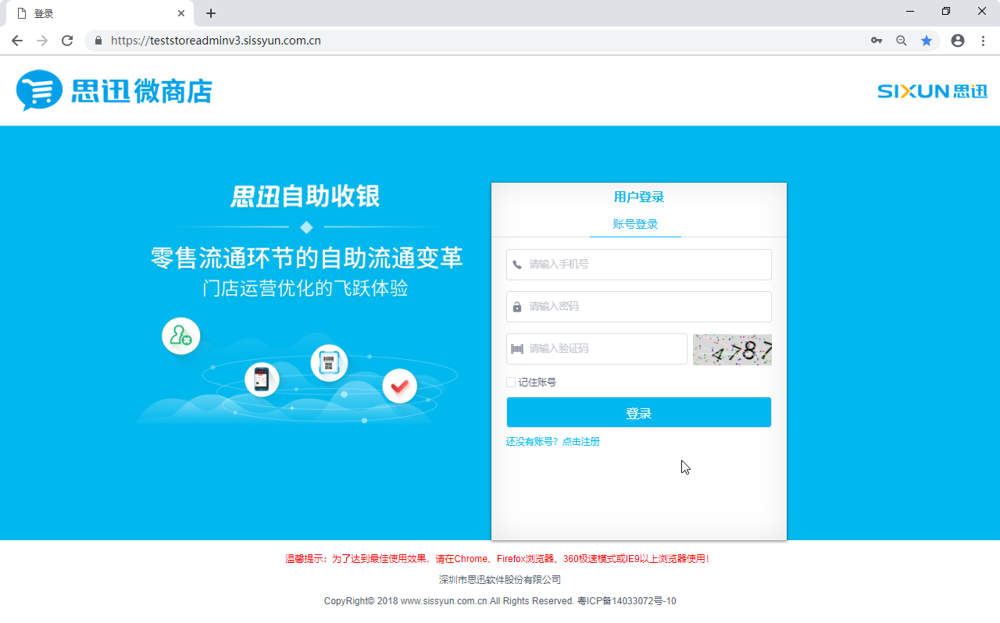 登录
https://teststoreadminv3.sissyun.com.cn
思迅微商店
SIXUN思迅
思迅自助收银
零售流通环节的自助流通变革
门店运营优化的飞跃体验
用户登录
账号登录
请输入手机号
请输入密码
请输入验证码
4787
记住账号
登录
还没有账号？点击注册
温馨提示：为了达到最佳使用效果，请在Chrome、Firefox浏览器、360极速模式或IE9以上浏览器使用！
深圳市思迅软件股份有限公司
CopyRight© 2018 www.sissyun.com.cn All Rights Reserved. 粤ICP备14033072号-10